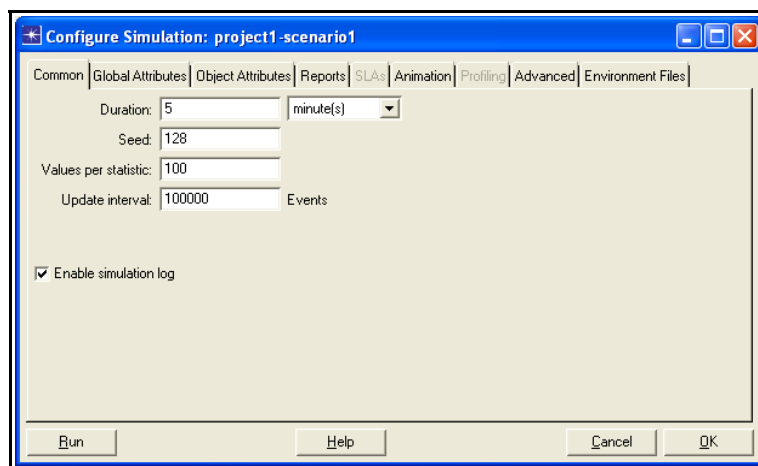 Configure Simulation: project1-scenario1
Common Global Attributes Object Attributes Reports SLAs Animation Profiling Advanced Environment Files
Duration: 5 minute(s)
Seed: 128
Values per statistic: 100
Update interval: 100000 Events
Enable simulation log
Run Help Cancel OK